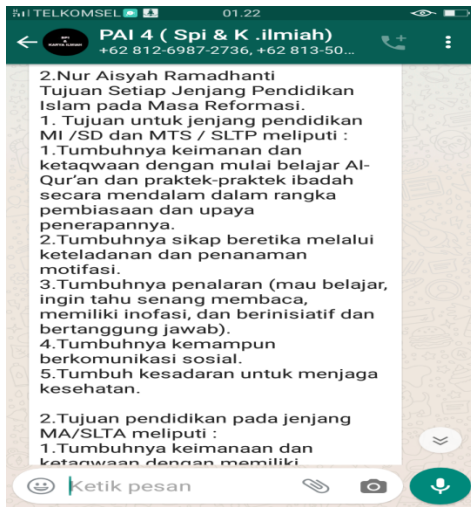 TELKOMSEL 01.22
PAI 4 ( Spi & K .ilmiah)
+62 812-6987-2736, +62 813-50...
2.Nur Aisyah Ramadhanti
Tujuan Setiap Jenjang Pendidikan
Islam pada Masa Reformasi.
1. Tujuan untuk jenjang pendidikan
MI /SD dan MTS / SLTP meliputi :
1.Tumbuhnya keimanan dan
ketaqwaan dengan mulai belajar Al-
Qur'an dan praktek-praktek ibadah
secara mendalam dalam rangka
pembiasaan dan upaya
penerapannya.
2.Tumbuhnya sikap beretika melalui
keteladanan dan penanaman
motifasi.
3.Tumbuhnya penalaran (mau belajar,
ingin tahu senang membaca,
memiliki inofasi, dan berinisiatif dan
bertanggung jawab).
4.Tumbuhnya kemampun
berkomunikasi sosial.
5.Tumbuh kesadaran untuk menjaga
kesehatan.
2.Tujuan pendidikan pada jenjang
MA/SLTA meliputi :
1.Tumbuhnya keimanaan dan
ketaqwaan dengan memiliki
Ketik pesan